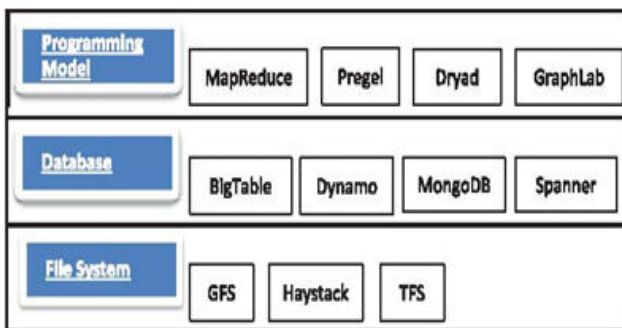 Programming
Model
MapReduce Pregel Dryad GraphLab
Database
BigTable Dynamo MongoDB Spanner
File System
GFS Haystack TFS